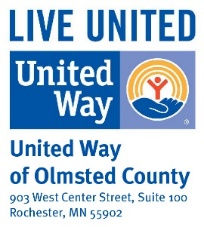 LIVE UNITED
United
Way
®
United Way
of Olmsted County
903 West Center Street, Suite 100
Rochester, MN 55902